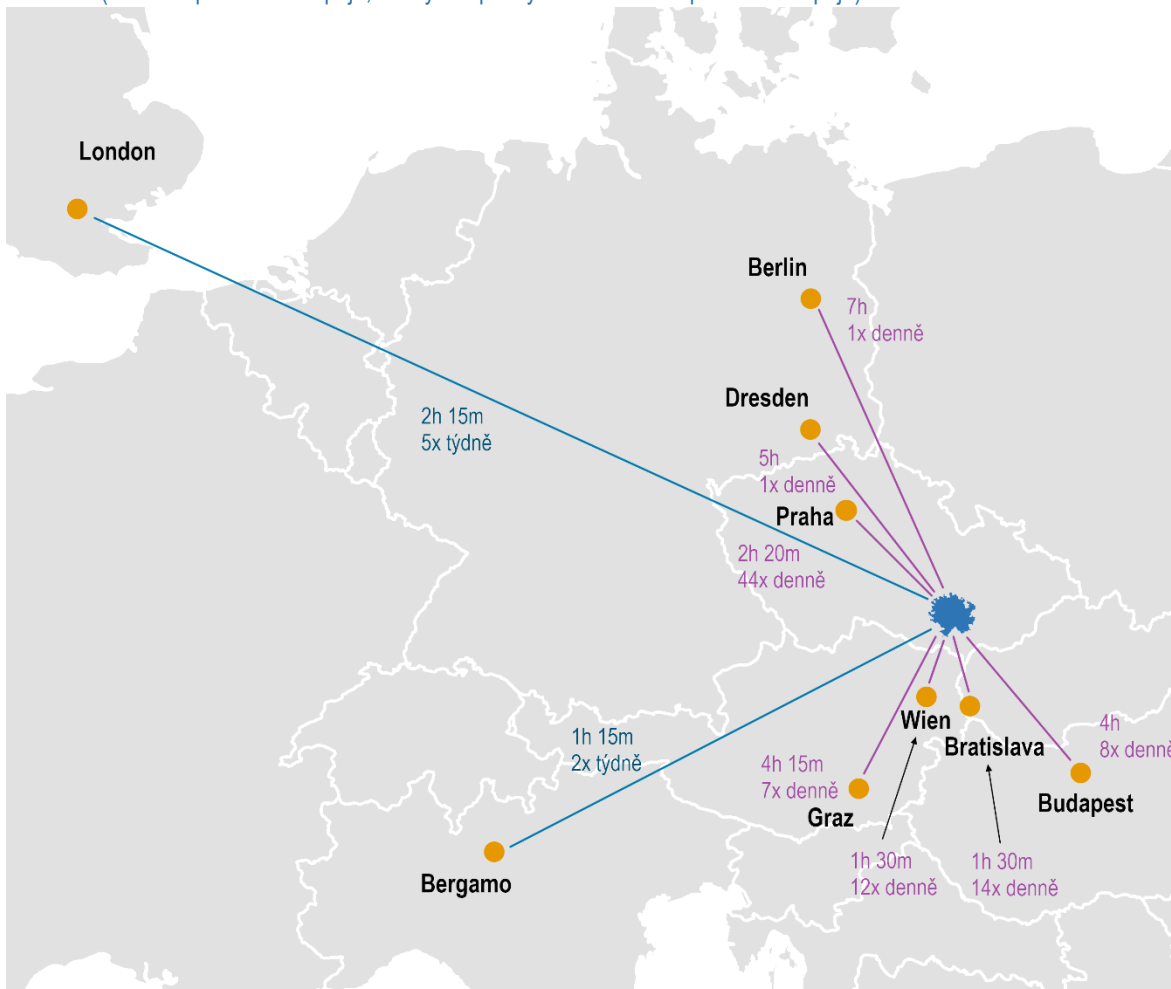 London
Berlin
7h
1x denně
Dresden
2h 15m
5x týdně
5h
1x denně
Praha
2h 20m
44x denně
Wien
Bratislava
4h
8x denně
1h 15m
2x týdně
4h 15m
7x denně
Budapest
Graz
1h 30m
12x denně
1h 30m
14x denně
Bergamo